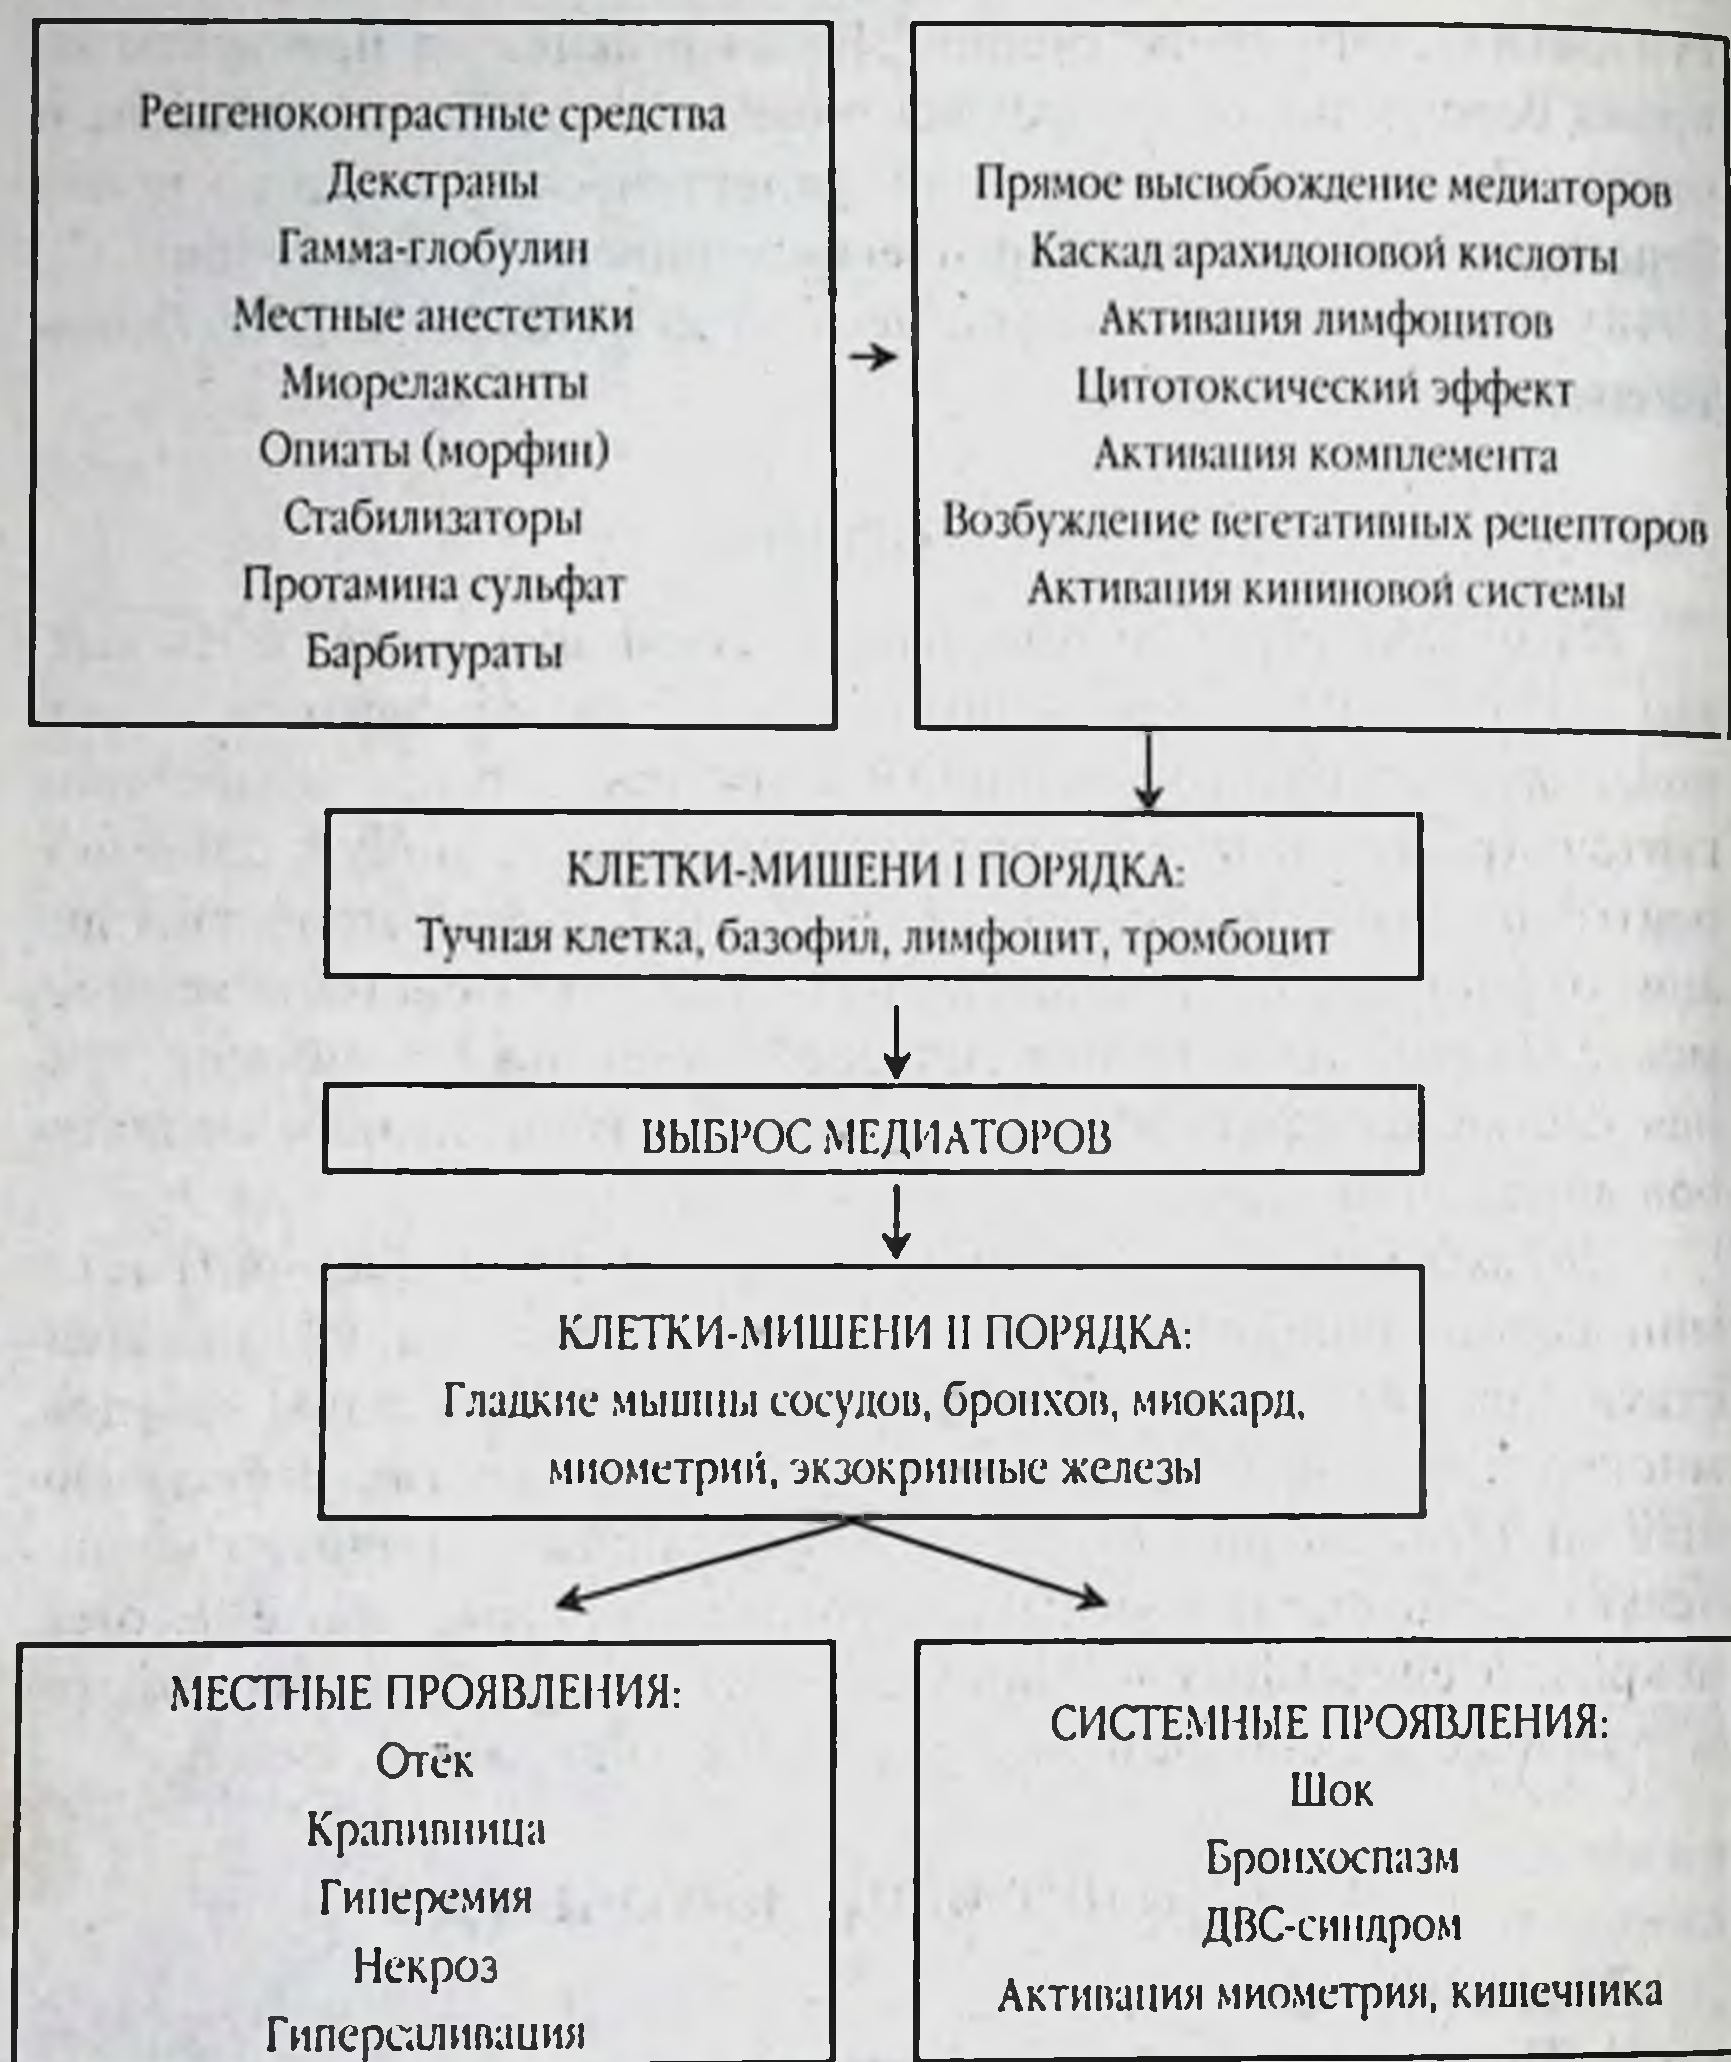 Ренгеноконтрастные средства
Декстраны
Гамма-глобулин
Местные анестетики
Миорелаксанты
Опиаты (морфин)
Стабилизаторы
Протамина сульфат
Барбитураты
Прямое высвобождение медиаторов
Каскад арахидоновой кислоты
Активация лимфоцитов
Цитотоксический эффект
Активация комплемента
Возбуждение вегетативных рецепторов
Активация кининовой системы
КЛЕТКИ-МИШЕНИ I ПОРЯДКА:
Тучная клетка, базофил, лимфоцит, тромбоцит
ВЫБРОС МЕДИАТОРОВ
КЛЕТКИ-МИШЕНИ II ПОРЯДКА:
Гладкие мышцы сосудов, бронхов, миокард,
миометрий, экзокринные железы
МЕСТНЫЕ ПРОЯВЛЕНИЯ:
Отёк
Крапивница
Гиперемия
Некроз
Гиперсаливация
СИСТЕМНЫЕ ПРОЯВЛЕНИЯ:
Шок
Бронхоспазм
ДВС-синдром
Активация миометрия, кишечника